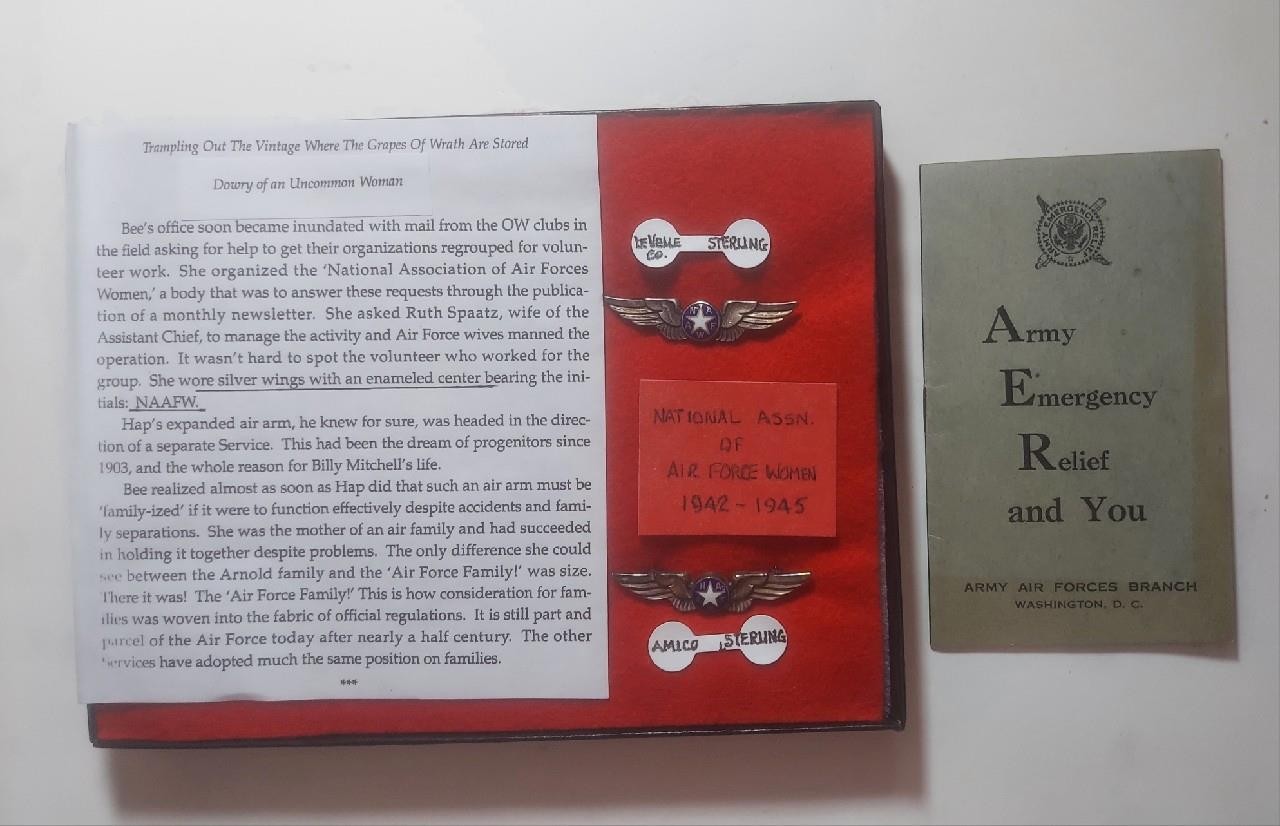 Trampling Out The Vintage Where The Grapes Of Wrath Are Stored
Dowry of an Uncommon Woman
Bee's office soon became inundated with mail from the OW clubs in
the field asking for help to get their organizations regrouped for volun-
teer work. She organized the 'National Association of Air Forces
Women,' a body that was to answer these requests through the publica-
tion of a monthly newsletter. She asked Ruth Spaatz, wife of the
Assistant Chief, to manage the activity and Air Force wives manned the
operation. It wasn't hard to spot the volunteer who worked for the
group. She wore silver wings with an enameled center bearing the ini-
tials: NAAFW.
Hap's expanded air arm, he knew for sure, was headed in the direc-
tion of a separate Service. This had been the dream of progenitors since
1903, and the whole reason for Billy Mitchell's life.
Bee realized almost as soon as Hap did that such an air arm must be
'family-ized' if it were to function effectively despite accidents and fami-
ly separations. She was the mother of an air family and had succeeded
in holding it together despite problems. The only difference she could
see between the Arnold family and the 'Air Force Family!' was size.
There it was! The 'Air Force Family!' This is how consideration for fam-
ilies was woven into the fabric of official regulations. It is still part and
parcel of the Air Force today after nearly a half century. The other
Services have adopted much the same position on families.
***
CO. STERLING
NATIONAL ASSN.
OF
AIR FORCE WOMEN
1942 - 1945
AMICO STERLING
ARMY EMERGENCY RELIEF
Army
Emergency
Relief
and You
ARMY AIR FORCES BRANCH
WASHINGTON, D. C.